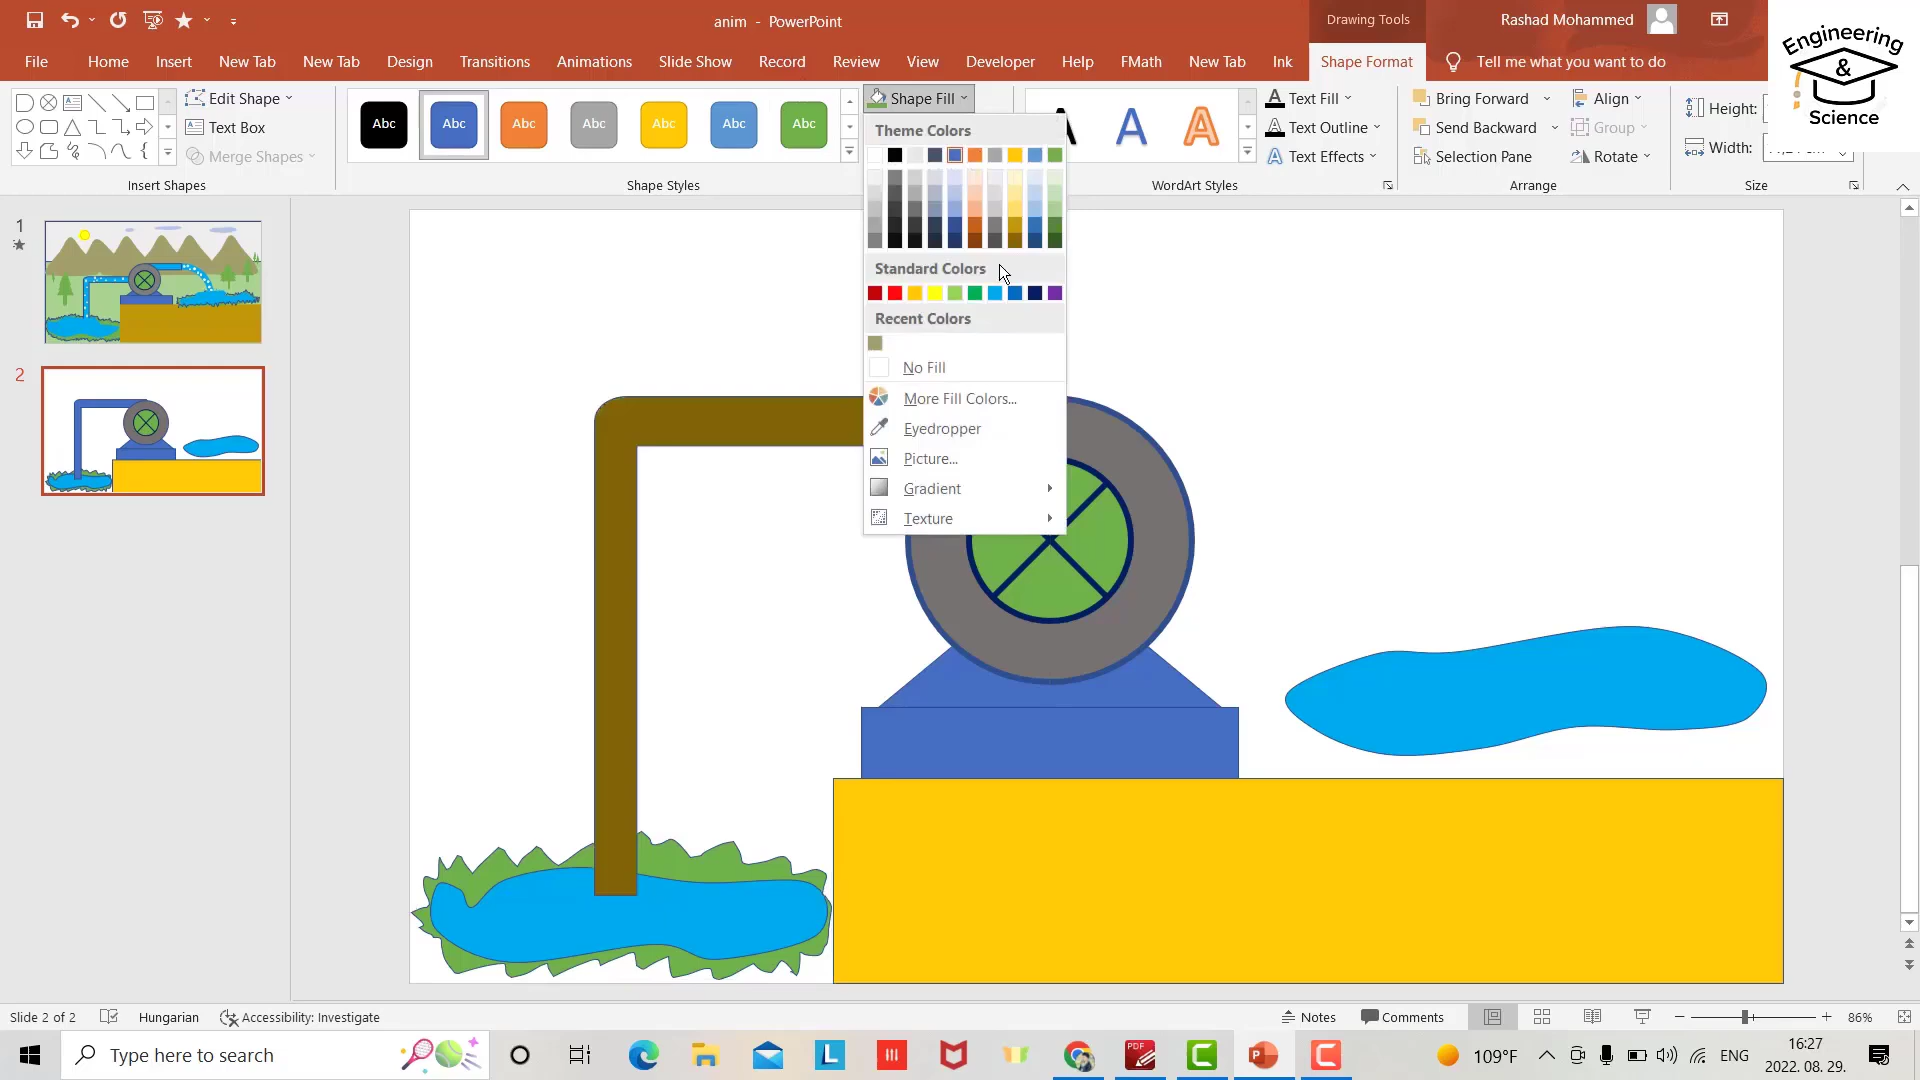 anim - PowerPoint
Drawing Tools
Rashad Mohammed
Engineering
&
Science
File
Home
Insert
New Tab
New Tab
Design
Transitions
Animations
Slide Show
Record
Review
View
Developer
Help
FMath
New Tab
Ink
Shape Format
Tell me what you want to do
Edit Shape
Text Box
Merge Shapes
Insert Shapes
Abc
Abc
Abc
Abc
Abc
Abc
Abc
Shape Styles
Shape Fill
Theme Colors
Standard Colors
Recent Colors
No Fill
More Fill Colors...
Eyedropper
Picture...
Gradient
Texture
A
A
Text Fill
Text Outline
Text Effects
WordArt Styles
Bring Forward
Send Backward
Selection Pane
Align
Group
Rotate
Arrange
Height:
Width:
Size
1
2
Slide 2 of 2
Hungarian
Accessibility: Investigate
Notes
Comments
86%
Type here to search
109°F
ENG
16:27
2022. 08. 29.